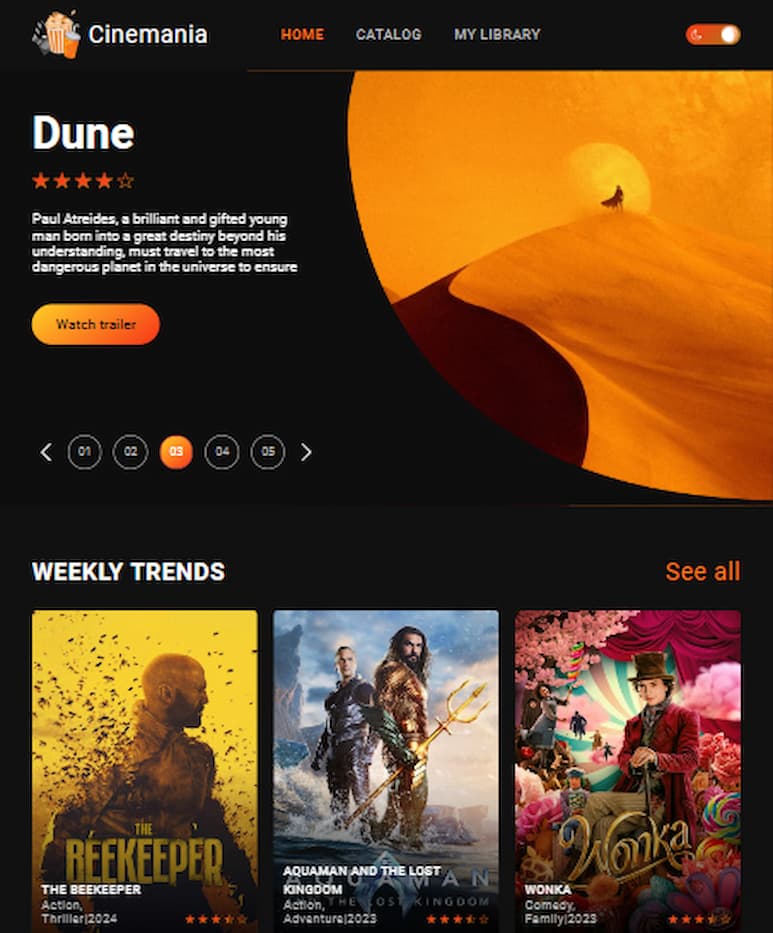 Cinemania
HOME
CATALOG
MY LIBRARY
Dune
Paul Atreides, a brilliant and gifted young
man born into a great destiny beyond his
understanding, must travel to the most
dangerous planet in the universe to ensure
Watch trailer
01 02 03 04 05
WEEKLY TRENDS
See all
THE
BEEKEEPER
THE BEEKEEPER
Action,
Thriller|2024
AQUAMAN AND THE LOST
KINGDOM
AQUAMAN
THE LOST KINGDOM
Action,
Adventure|2023
Wonka
WONKA
Comedy,
Family|2023